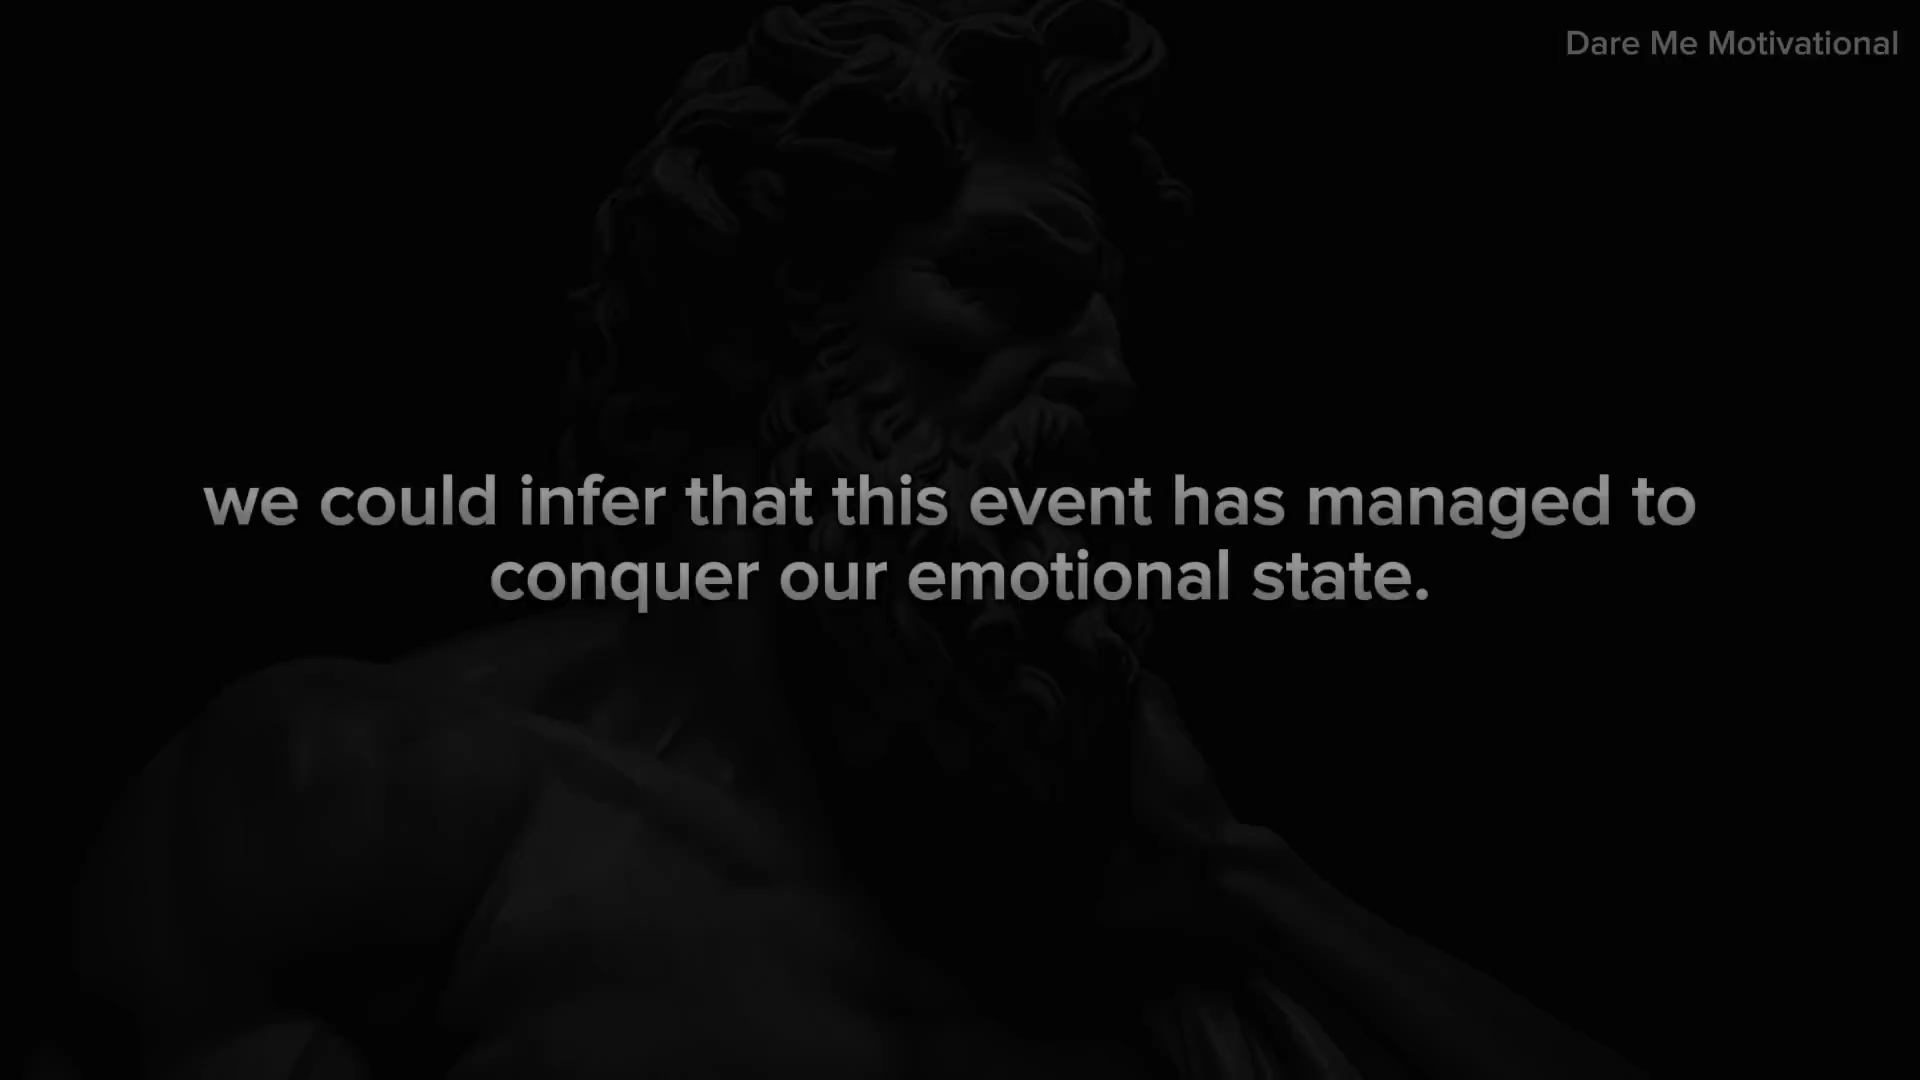 Dare Me Motivational
we could infer that this event has managed to
conquer our emotional state.